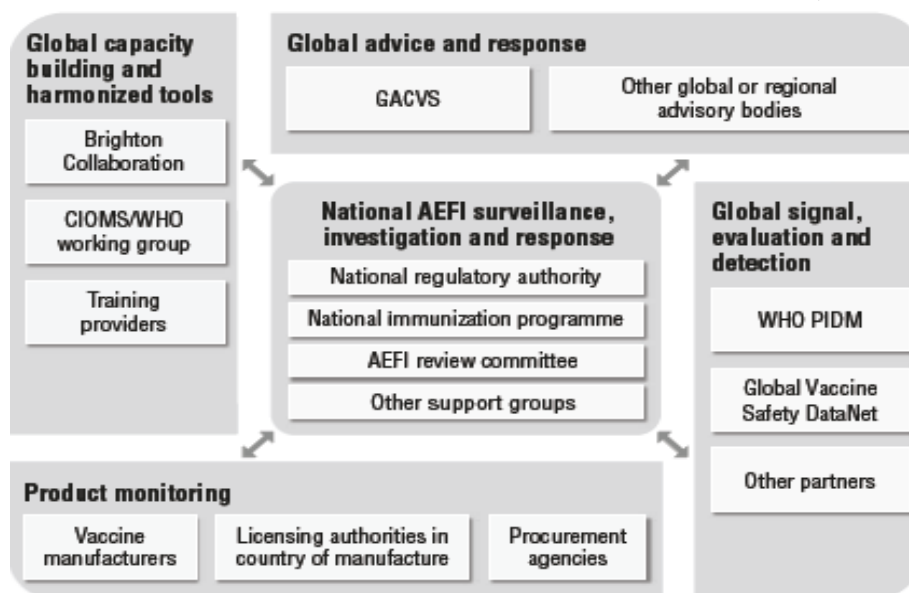 Global capacity
building and
harmonized tools
Brighton
Collaboration
CIOMS/WHO
working group
Training
providers
Global advice and response
GACVS
Other global or regional
advisory bodies
National AEFI surveillance,
investigation and response
National regulatory authority
National immunization programme
AEFI review committee
Other support groups
Global signal,
evaluation and
detection
WHO PIDM
Global Vaccine
Safety DataNet
Other partners
Product monitoring
Vaccine
manufacturers
Licensing authorities in
country of manufacture
Procurement
agencies